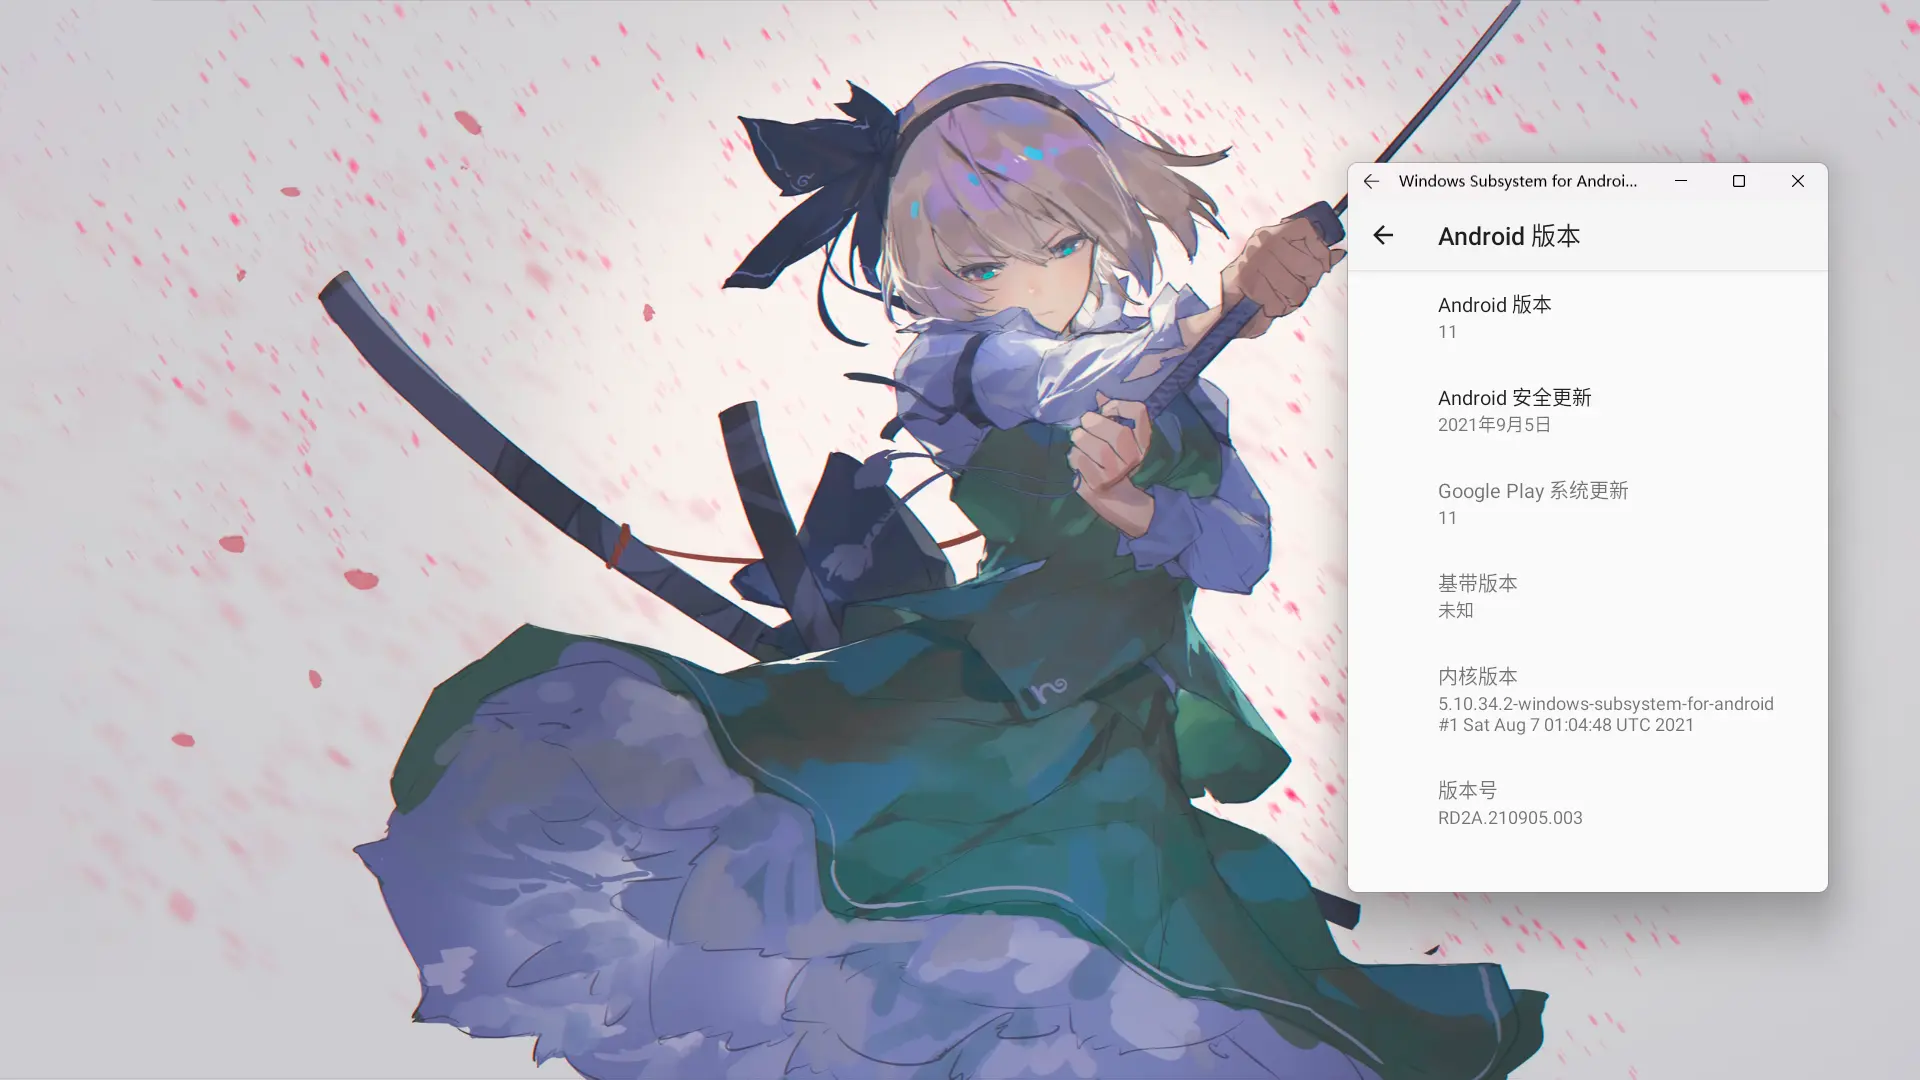 Windows Subsystem for Androi...
Android 版本
Android 版本
11
Android 安全更新
2021年9月5日
Google Play 系统更新
11
基带版本
未知
内核版本
5.10.34.2-windows-subsystem-for-android
#1 Sat Aug 7 01:04:48 UTC 2021
版本号
RD2A.210905.003